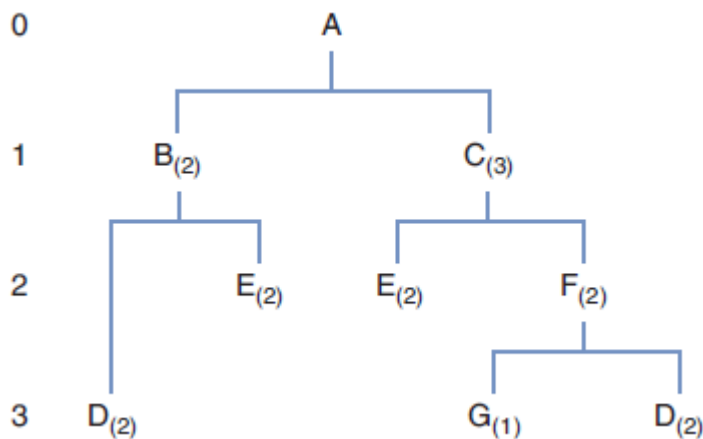 0 A
1 B(2) C(3)
2 E(2) E(2) F(2)
3 D(2) G(1) D(2)